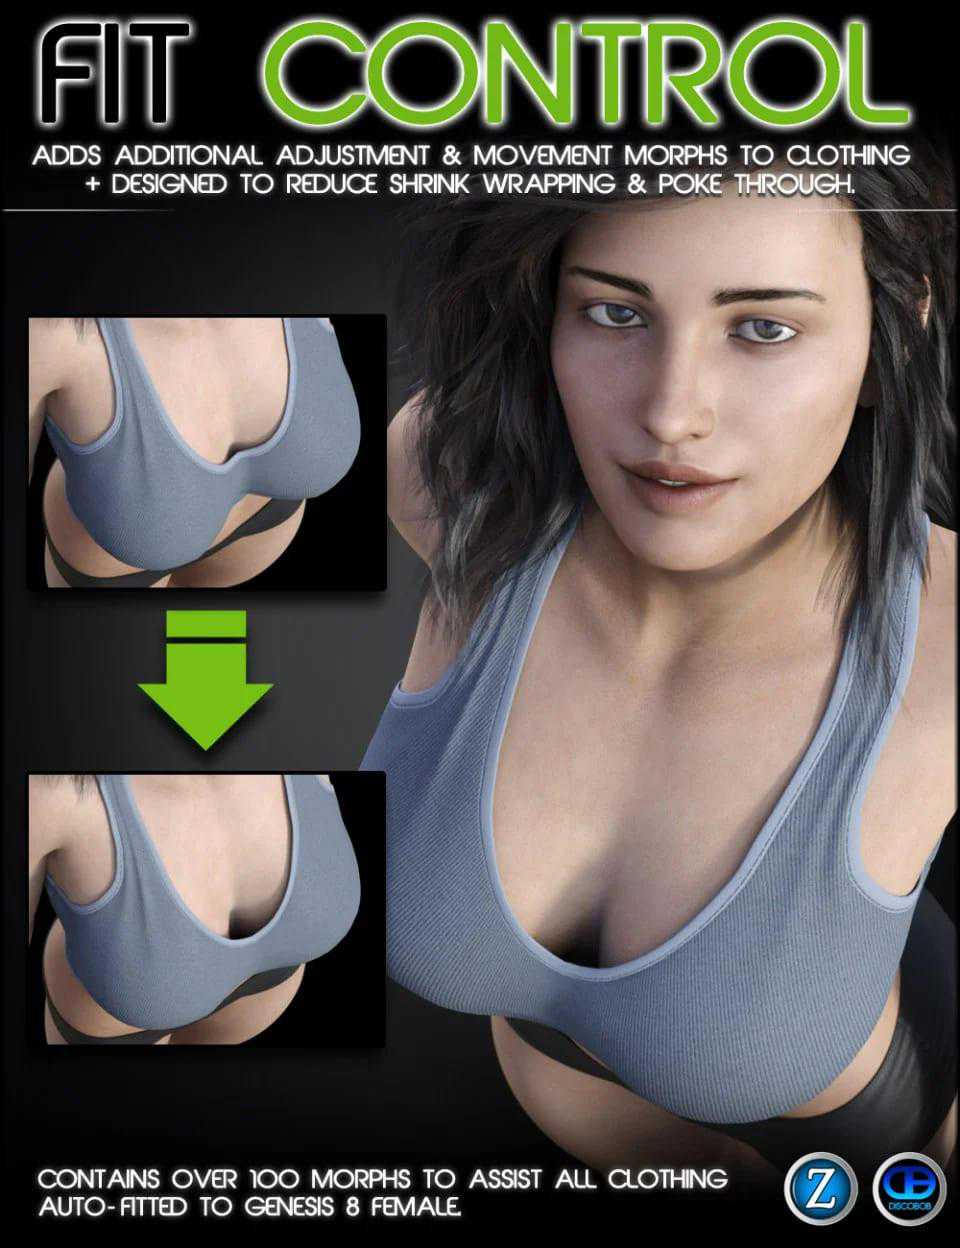 FIT CONTROL
ADDS ADDITIONAL ADJUSTMENT & MOVEMENT MORPHS TO CLOTHING
+ DESIGNED TO REDUCE SHRINK WRAPPING & POKE THROUGH.
CONTAINS OVER 100 MORPHS TO ASSIST ALL CLOTHING
AUTO-FITTED TO GENESIS 8 FEMALE.
Z
DISCOBOB